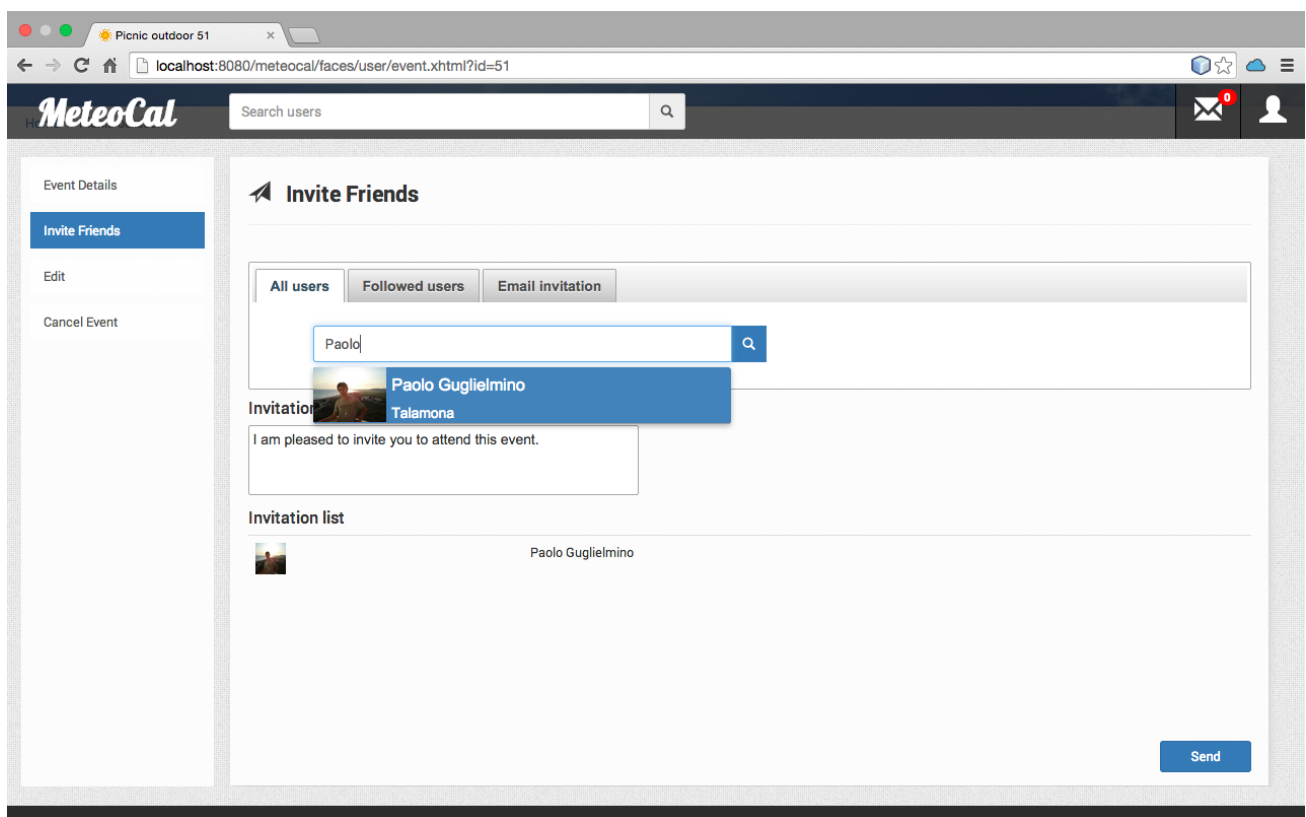 Picnic outdoor 51
localhost:8080/meteocal/faces/user/event.xhtml?id=51
MeteoCal
Search users
0
Event Details
Invite Friends
Edit
Cancel Event
Invite Friends
All users
Followed users
Email invitation
Paolo
Paolo Guglielmino
Talamona
I am pleased to invite you to attend this event.
Invitation list
Paolo Guglielmino
Send